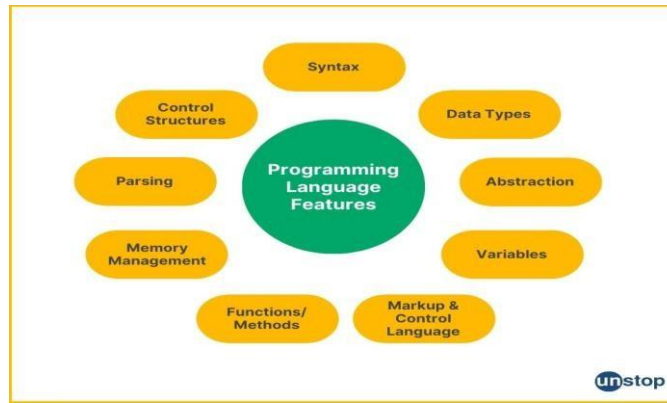 Syntax
Control
Structures
Data Types
Parsing
Programming
Language
Features
Abstraction
Memory
Management
Variables
Functions/
Methods
Markup &
Control
Language
unstop